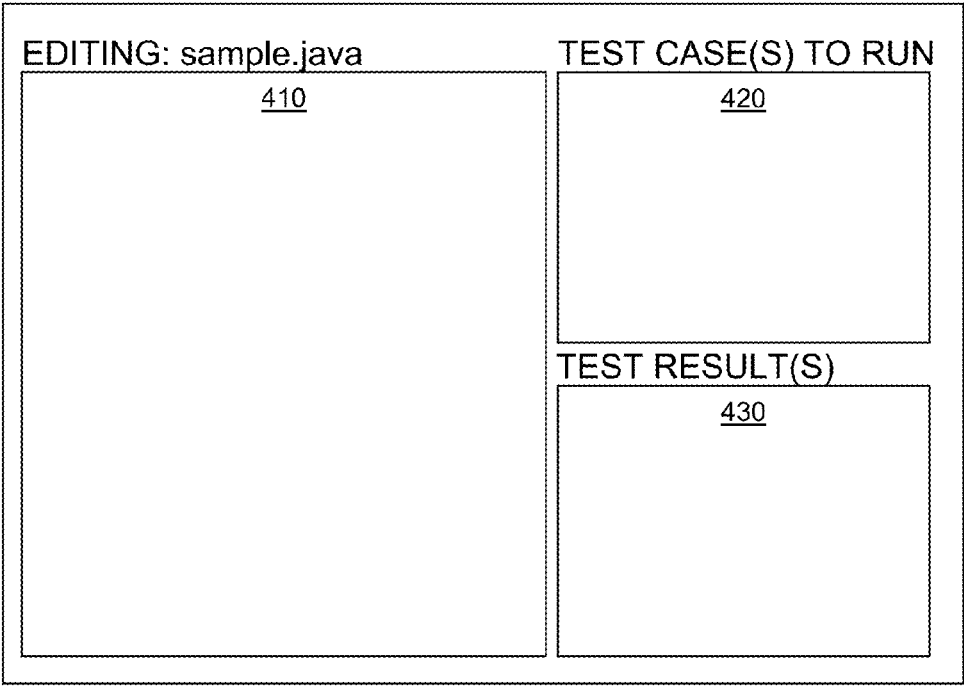 EDITING: sample.java
410
TEST CASE(S) TO RUN
420
TEST RESULT(S)
430